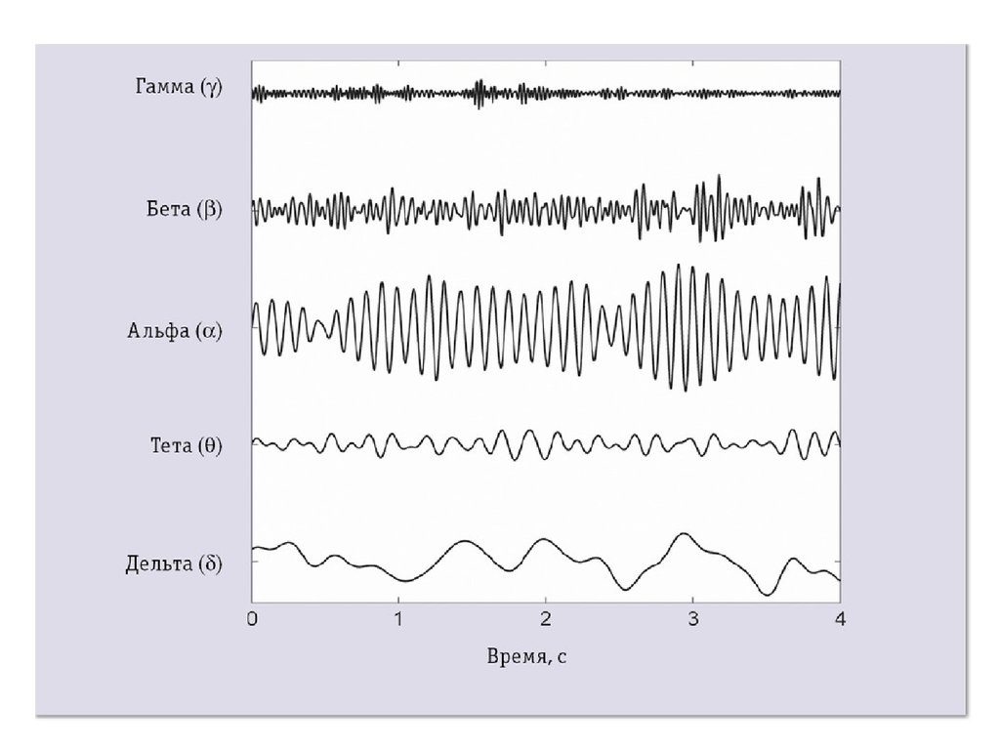 Гамма (γ)
Бета (β)
Альфа (α)
Тета (θ)
Дельта (δ)
0 1 2 3 4
Время, с